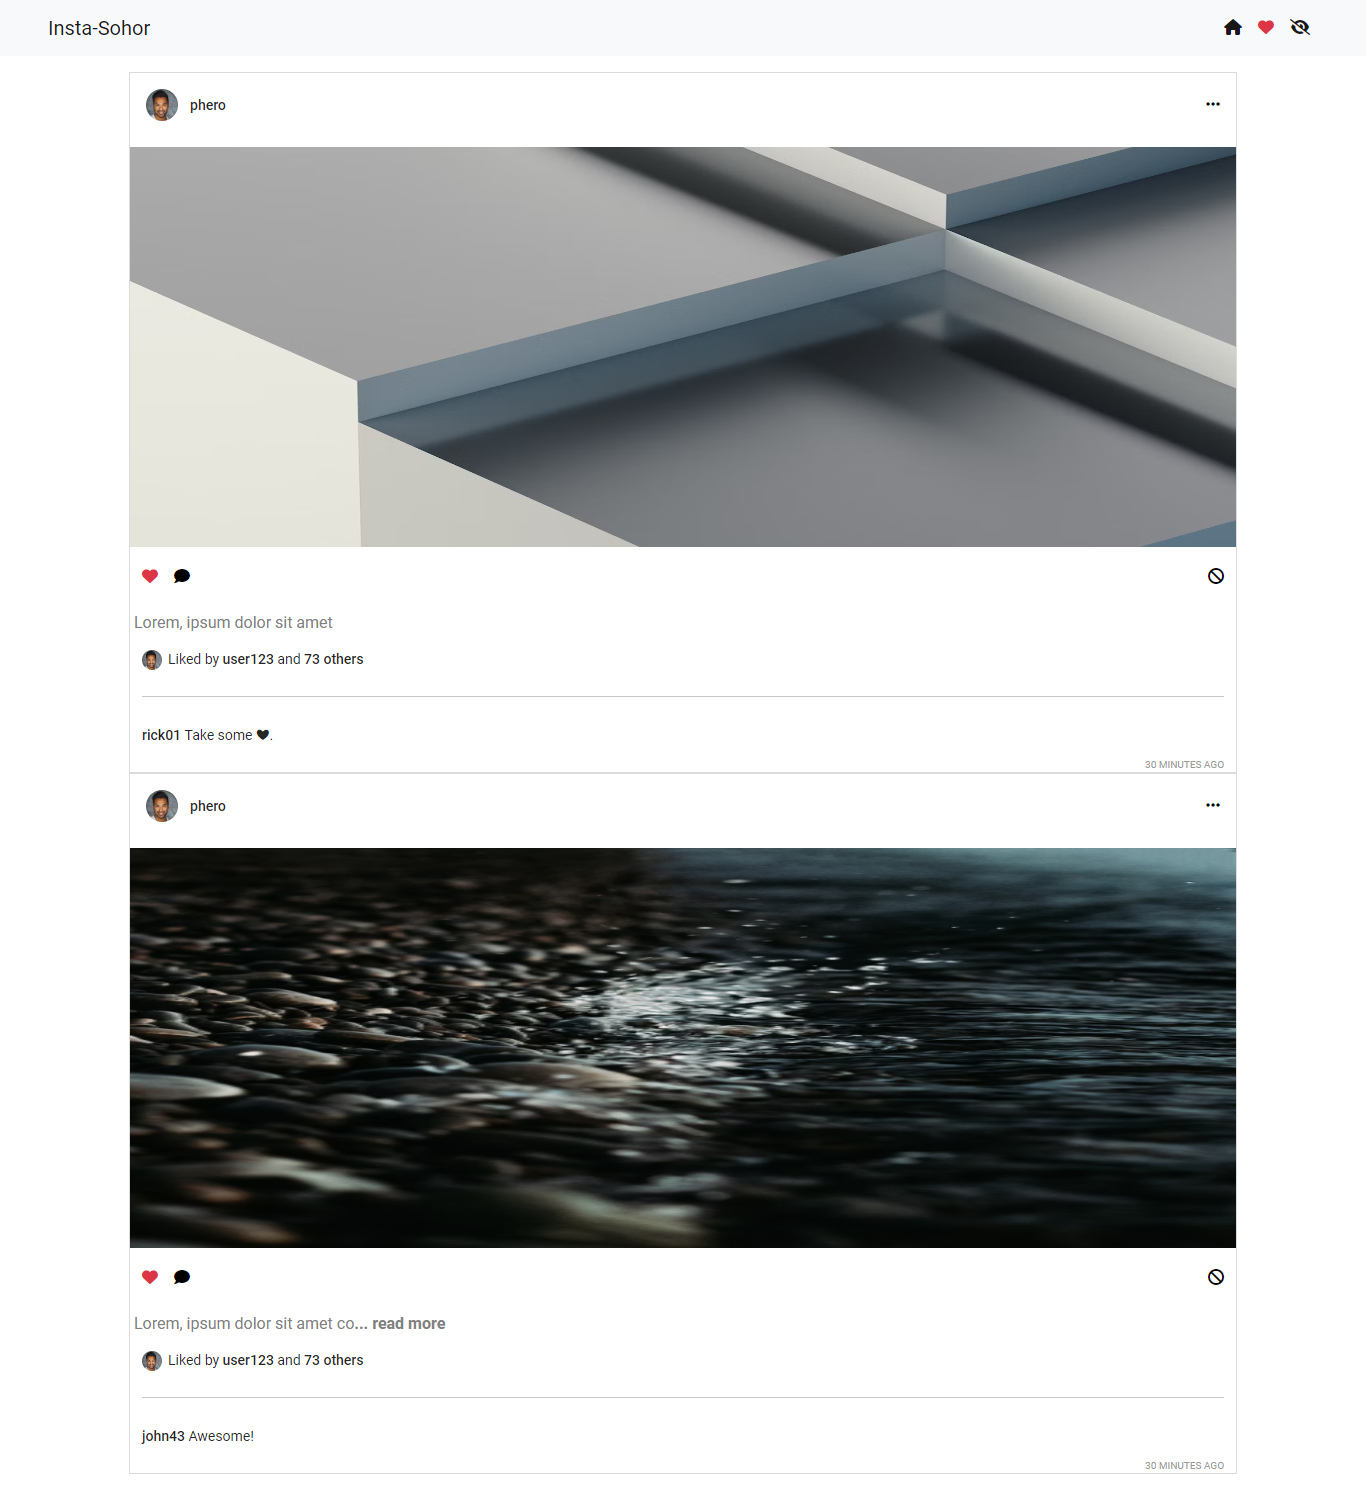 Insta-Sohor
phero
Lorem, ipsum dolor sit amet
Liked by user123 and 73 others
rick01 Take some ♥.
30 MINUTES AGO
phero
Lorem, ipsum dolor sit amet co... read more
Liked by user123 and 73 others
john43 Awesome!
30 MINUTES AGO